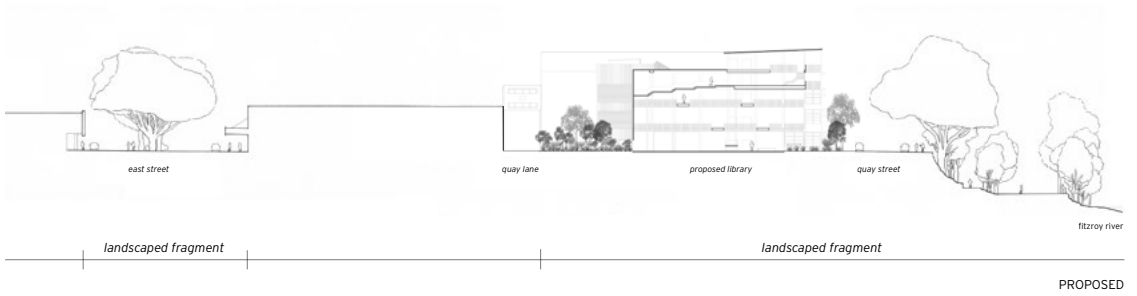 east street
quay lane
proposed library
quay street
fitzroy river
landscaped fragment
landscaped fragment
PROPOSED